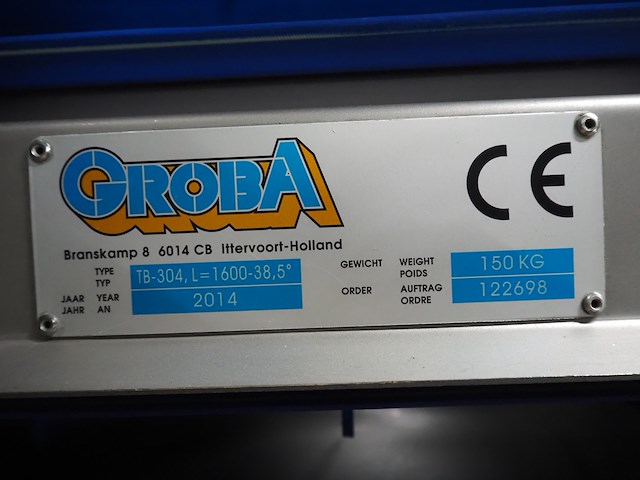 GROBA
CE
Branskamp 8 6014 CB Ittervoort-Holland
TYPE
TYP
TB-304, L=1600-38,5°
JAAR YEAR
JAHR AN
2014
GEWICHT WEIGHT
POIDS
150 KG
ORDER AUFTRAG
ORDRE
122698